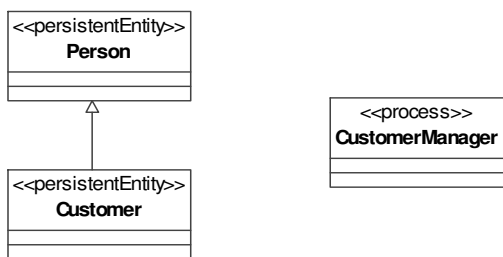 <<persistentEntity>>
Person
<<process>>
CustomerManager
<<persistentEntity>>
Customer